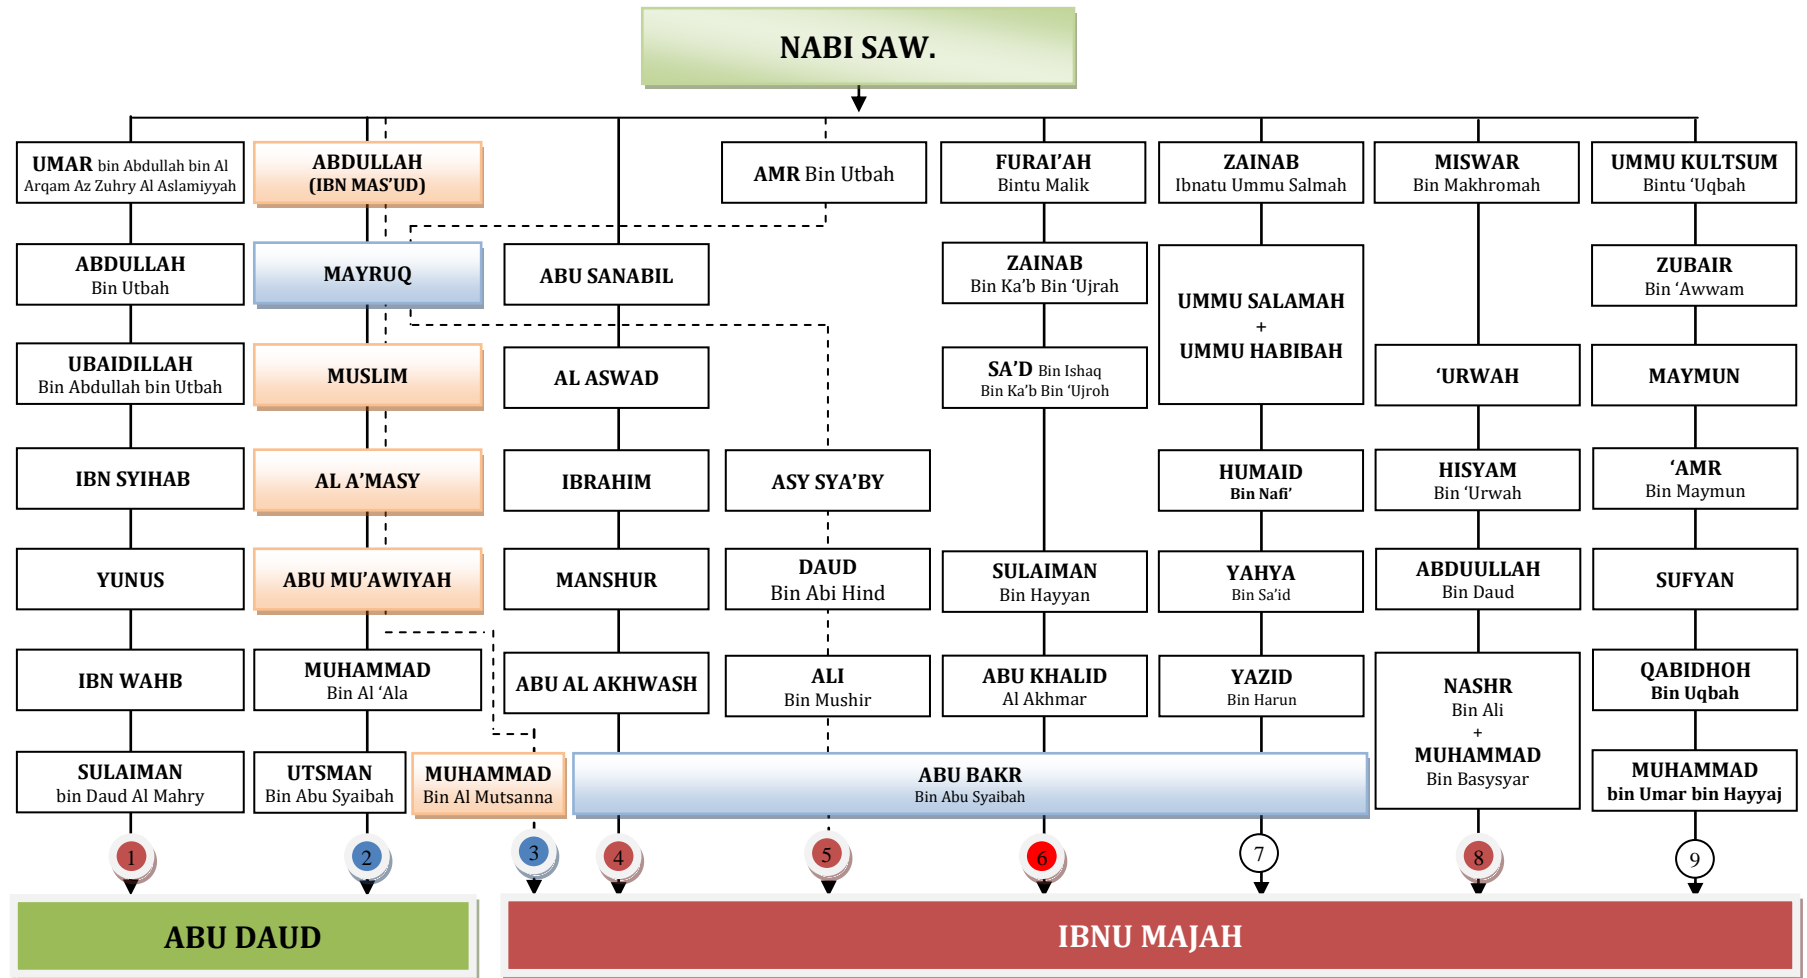 NABI SAW.
UMAR bin Abdullah bin Al
Arqam Az Zuhry Al Aslamiyyah
ABDULLAH
(IBN MAS’UD)
AMR Bin Utbah
FURAI’AH
Bintu Malik
ZAINAB
Ibnatu Ummu Salmah
MISWAR
Bin Makhromah
UMMU KULTSUM
Bintu ‘Uqbah
ABDULLAH
Bin Utbah
MAYRUQ
ABU SANABIL
ZAINAB
Bin Ka’b Bin ‘Ujrah
UMMU SALAMAH
+
UMMU HABIBAH
ZUBAIR
Bin ‘Awwam
UBAIDILLAH
Bin Abdullah bin Utbah
MUSLIM
AL ASWAD
SA’D Bin Ishaq
Bin Ka’b Bin ‘Ujroh
‘URWAH
MAYMUN
IBN SYIHAB
AL A’MASY
IBRAHIM
ASY SYA’BY
HUMAID
Bin Nafi’
HISYAM
Bin ‘Urwah
‘AMR
Bin Maymun
YUNUS
ABU MU’AWIYAH
MANSHUR
DAUD
Bin Abi Hind
SULAIMAN
Bin Hayyan
YAHYA
Bin Sa’id
ABDUULLAH
Bin Daud
SUFYAN
IBN WAHB
MUHAMMAD
Bin Al ‘Ala
ABU AL AKHWASH
ALI
Bin Mushir
ABU KHALID
Al Akhmar
YAZID
Bin Harun
NASHR
Bin Ali
+
MUHAMMAD
Bin Basysyar
QABIDHOH
Bin Uqbah
SULAIMAN
bin Daud Al Mahry
UTSMAN
Bin Abu Syaibah
MUHAMMAD
Bin Al Mutsanna
ABU BAKR
Bin Abu Syaibah
MUHAMMAD
bin Umar bin Hayyaj
1
2
3
4
5
6
7
8
9
ABU DAUD
IBNU MAJAH